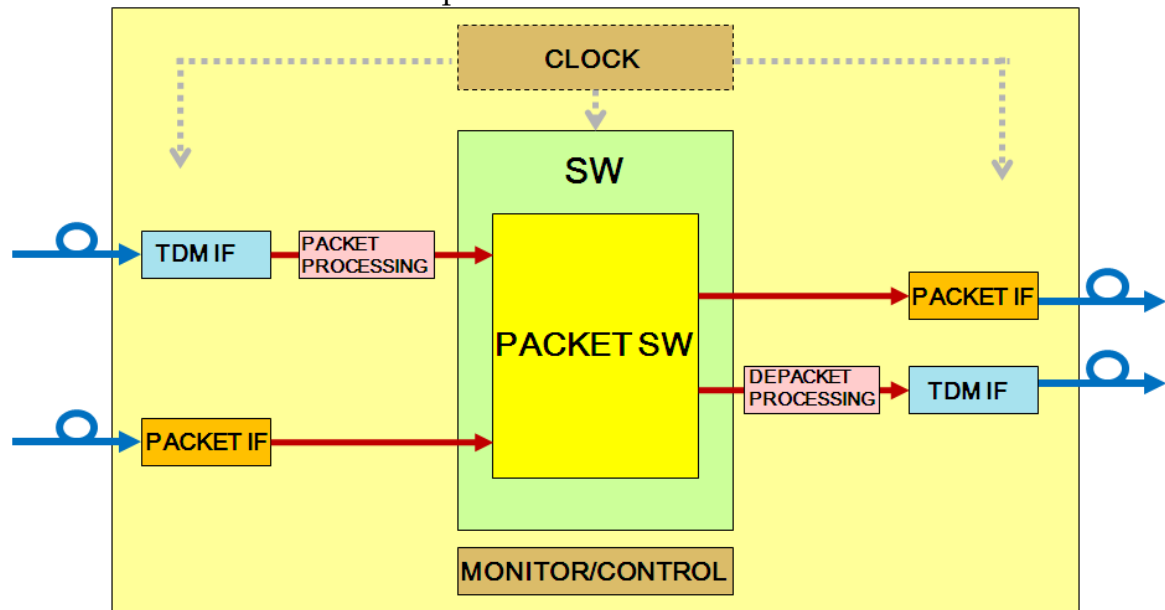 CLOCK
SW
TDM IF
PACKET
PROCESSING
PACKET IF
PACKET SW
PACKET IF
DEPACKET
PROCESSING
TDM IF
MONITOR/CONTROL